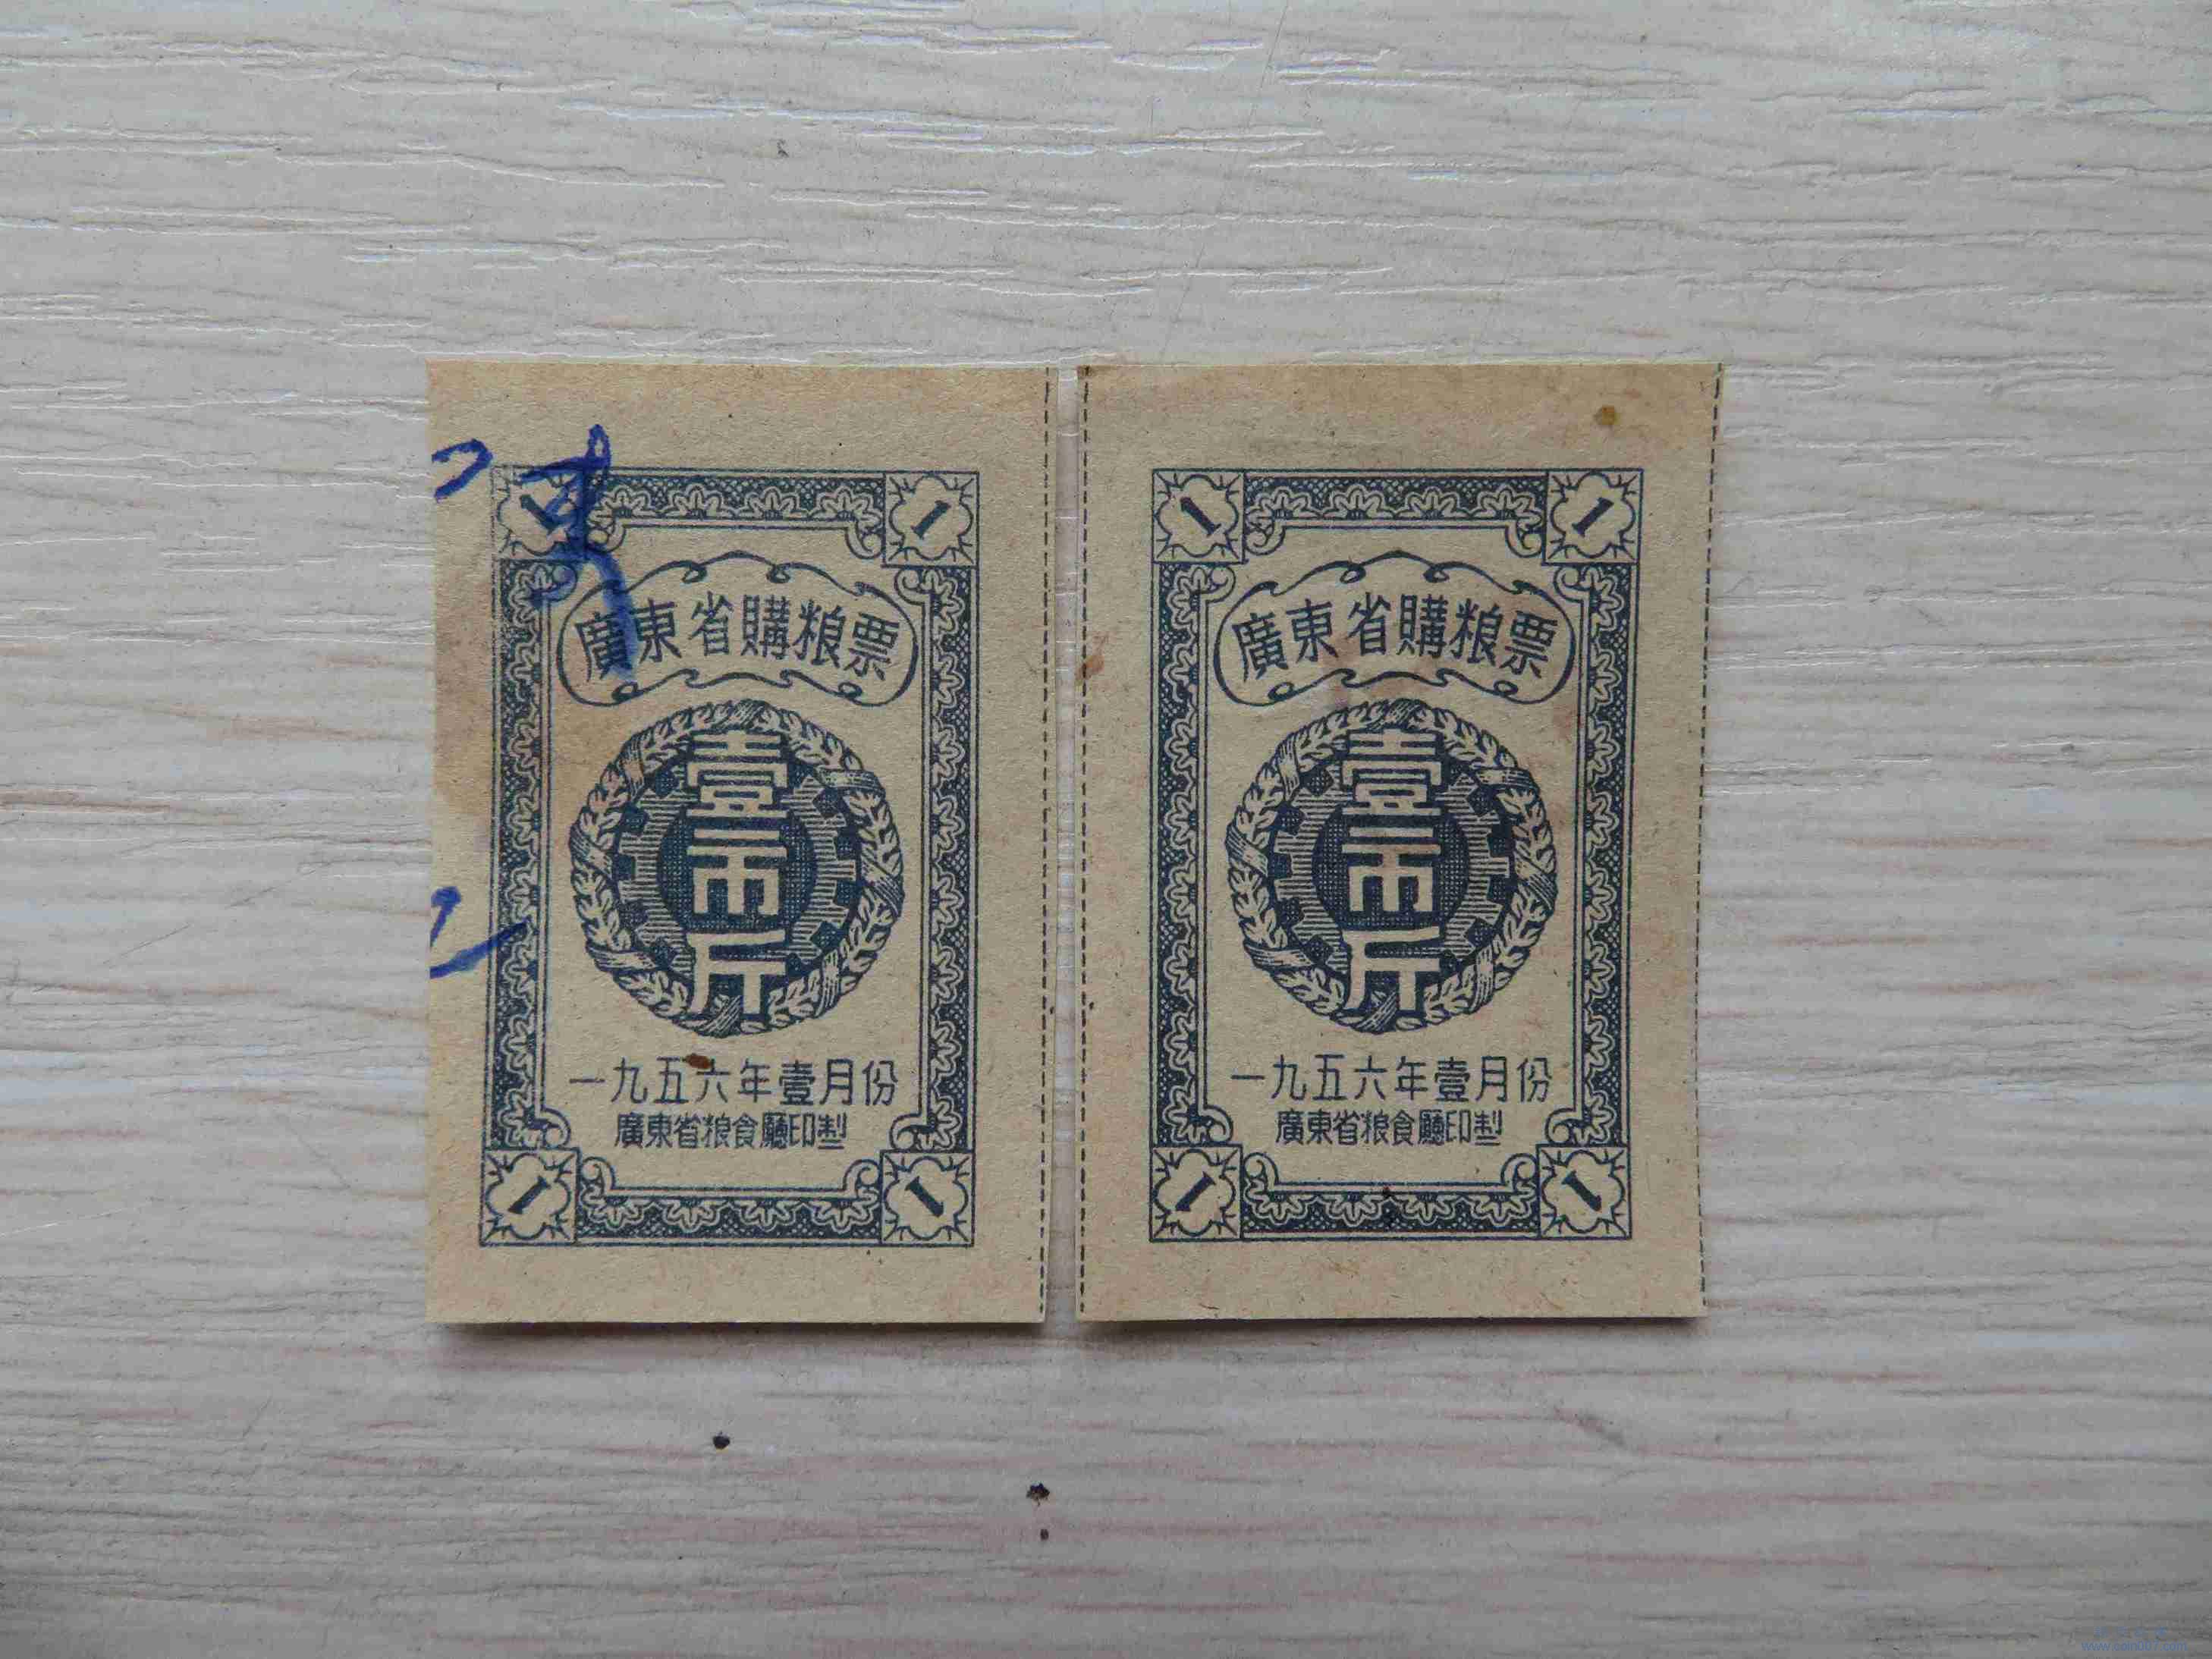 1 1
廣東省購粮票
壹市斤
一九五六年壹月份
廣東省粮食廳印製
1 1
1 1
廣東省購粮票
壹市斤
一九五六年壹月份
廣東省粮食廳印製
1 1